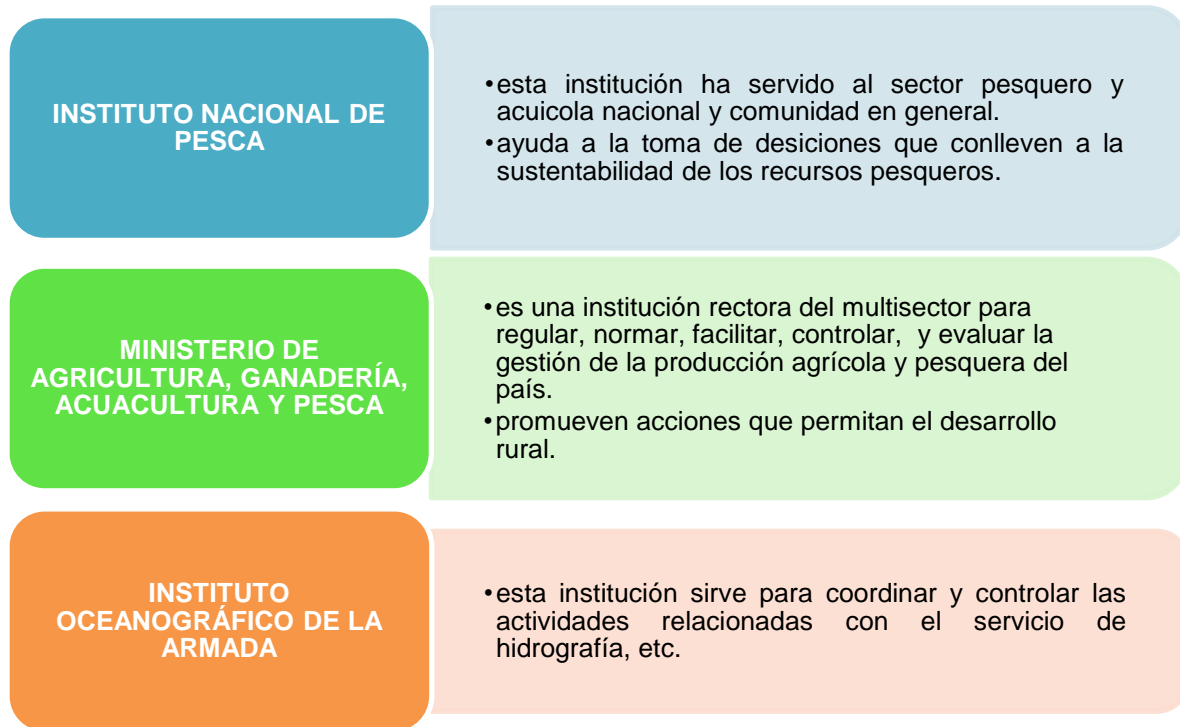 INSTITUTO NACIONAL DE
PESCA
•esta institución ha servido al sector pesquero y
acuicola nacional y comunidad en general.
•ayuda a la toma de desiciones que conlleven a la
sustentabilidad de los recursos pesqueros.
MINISTERIO DE
AGRICULTURA, GANADERÍA,
ACUACULTURA Y PESCA
•es una institución rectora del multisector para
regular, normar, facilitar, controlar, y evaluar la
gestión de la producción agrícola y pesquera del
país.
•promueven acciones que permitan el desarrollo
rural.
INSTITUTO
OCEANOGRÁFICO DE LA
ARMADA
•esta institución sirve para coordinar y controlar las
actividades relacionadas con el servicio de
hidrografía, etc.